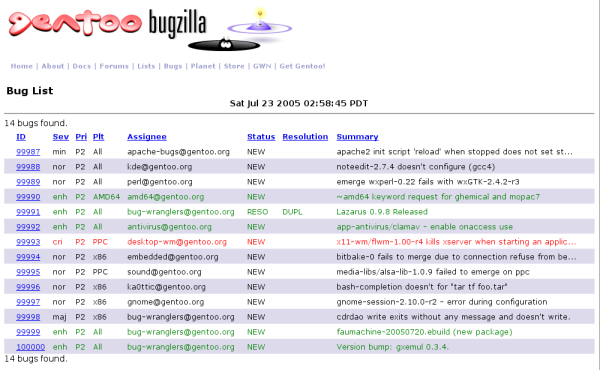 gentoo bugzilla
Home | About | Docs | Forums | Lists | Bugs | Planet | Store | GWN | Get Gentoo!
Bug List
Sat Jul 23 2005 02:58:45 PDT
14 bugs found.
ID Sev Pri Plt Assignee Status Resolution Summary
99987 min P2 All apache-bugs@gentoo.org NEW apache2 init script 'reload' when stopped does not set st...
99988 nor P2 All kde@gentoo.org NEW noteedit-2.7.4 doesn't configure (gcc4)
99989 nor P2 All perl@gentoo.org NEW emerge wxperl-0.22 fails with wxGTK-2.4.2-r3
99990 enh P2 AMD64 amd64@gentoo.org NEW ~amd64 keyword request for ghemical and mopac7
99991 enh P2 All bug-wranglers@gentoo.org RESO DUPL Lazarus 0.9.8 Released
99992 enh P2 All antivirus@gentoo.org NEW app-antivirus/clamav - enable onaccess use
99993 cri P2 PPC desktop-wm@gentoo.org NEW x11-wm/flwm-1.00-r4 kills xserver when starting an applic...
99994 nor P2 x86 embedded@gentoo.org NEW bitbake-0 fails to merge due to connection refuse from be...
99995 nor P2 PPC sound@gentoo.org NEW media-libs/alsa-lib-1.0.9 failed to emerge on ppc
99996 nor P2 x86 ka0ttic@gentoo.org NEW bash-completion doesn't for "tar tf foo.tar"
99997 nor P2 x86 gnome@gentoo.org NEW gnome-session-2.10.0-r2 - error during configuration
99998 maj P2 x86 bug-wranglers@gentoo.org NEW cdrdao write exits without any message and doesn't write.
99999 enh P2 All bug-wranglers@gentoo.org NEW faumachine-20050720.ebuild (new package)
100000 enh P2 All bug-wranglers@gentoo.org NEW Version bump: gxemul 0.3.4.
14 bugs found.